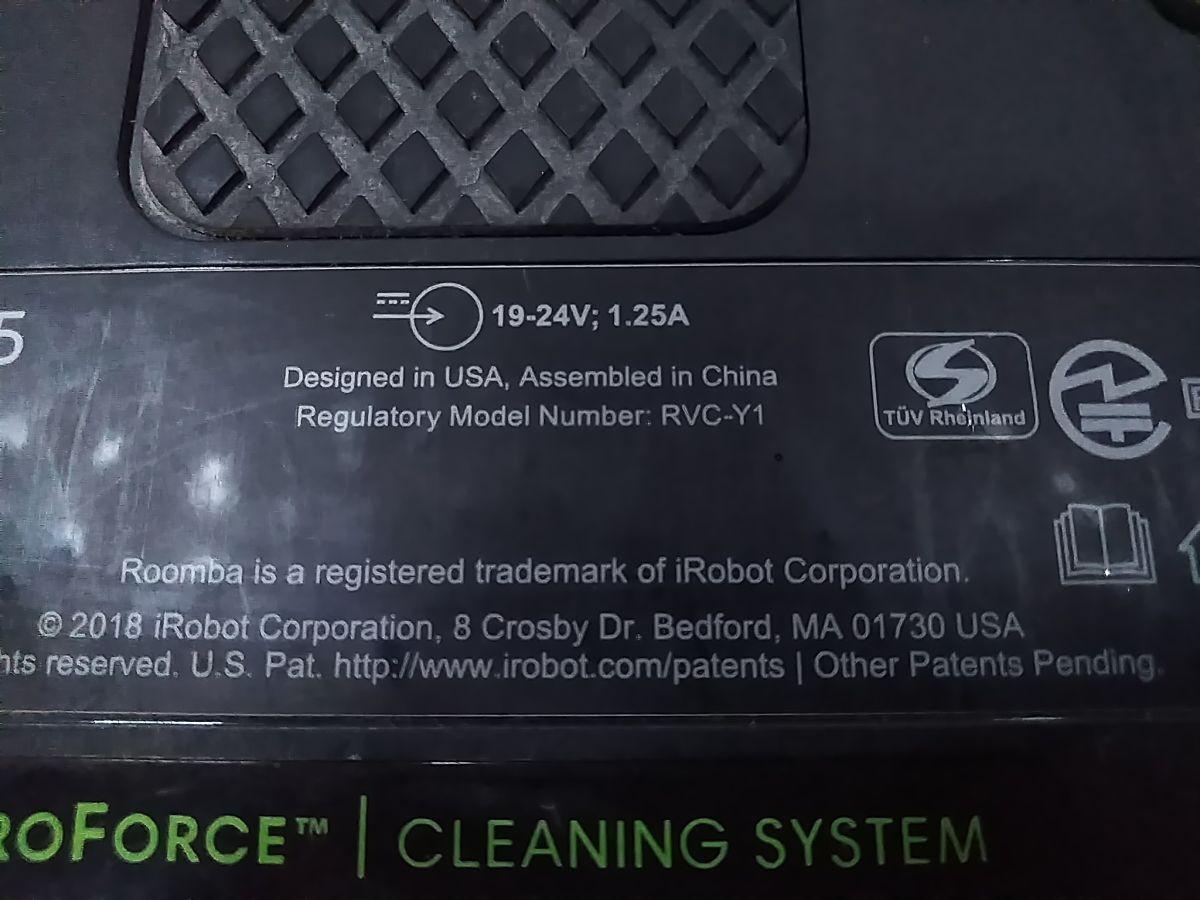 5
19-24V; 1.25A
Designed in USA, Assembled in China
Regulatory Model Number: RVC-Y1
TÜV Rheinland
Roomba is a registered trademark of iRobot Corporation.
© 2018 iRobot Corporation, 8 Crosby Dr. Bedford, MA 01730 USA
hts reserved. U.S. Pat. http://www.irobot.com/patents | Other Patents Pending.
ROFORCE™ | CLEANING SYSTEM